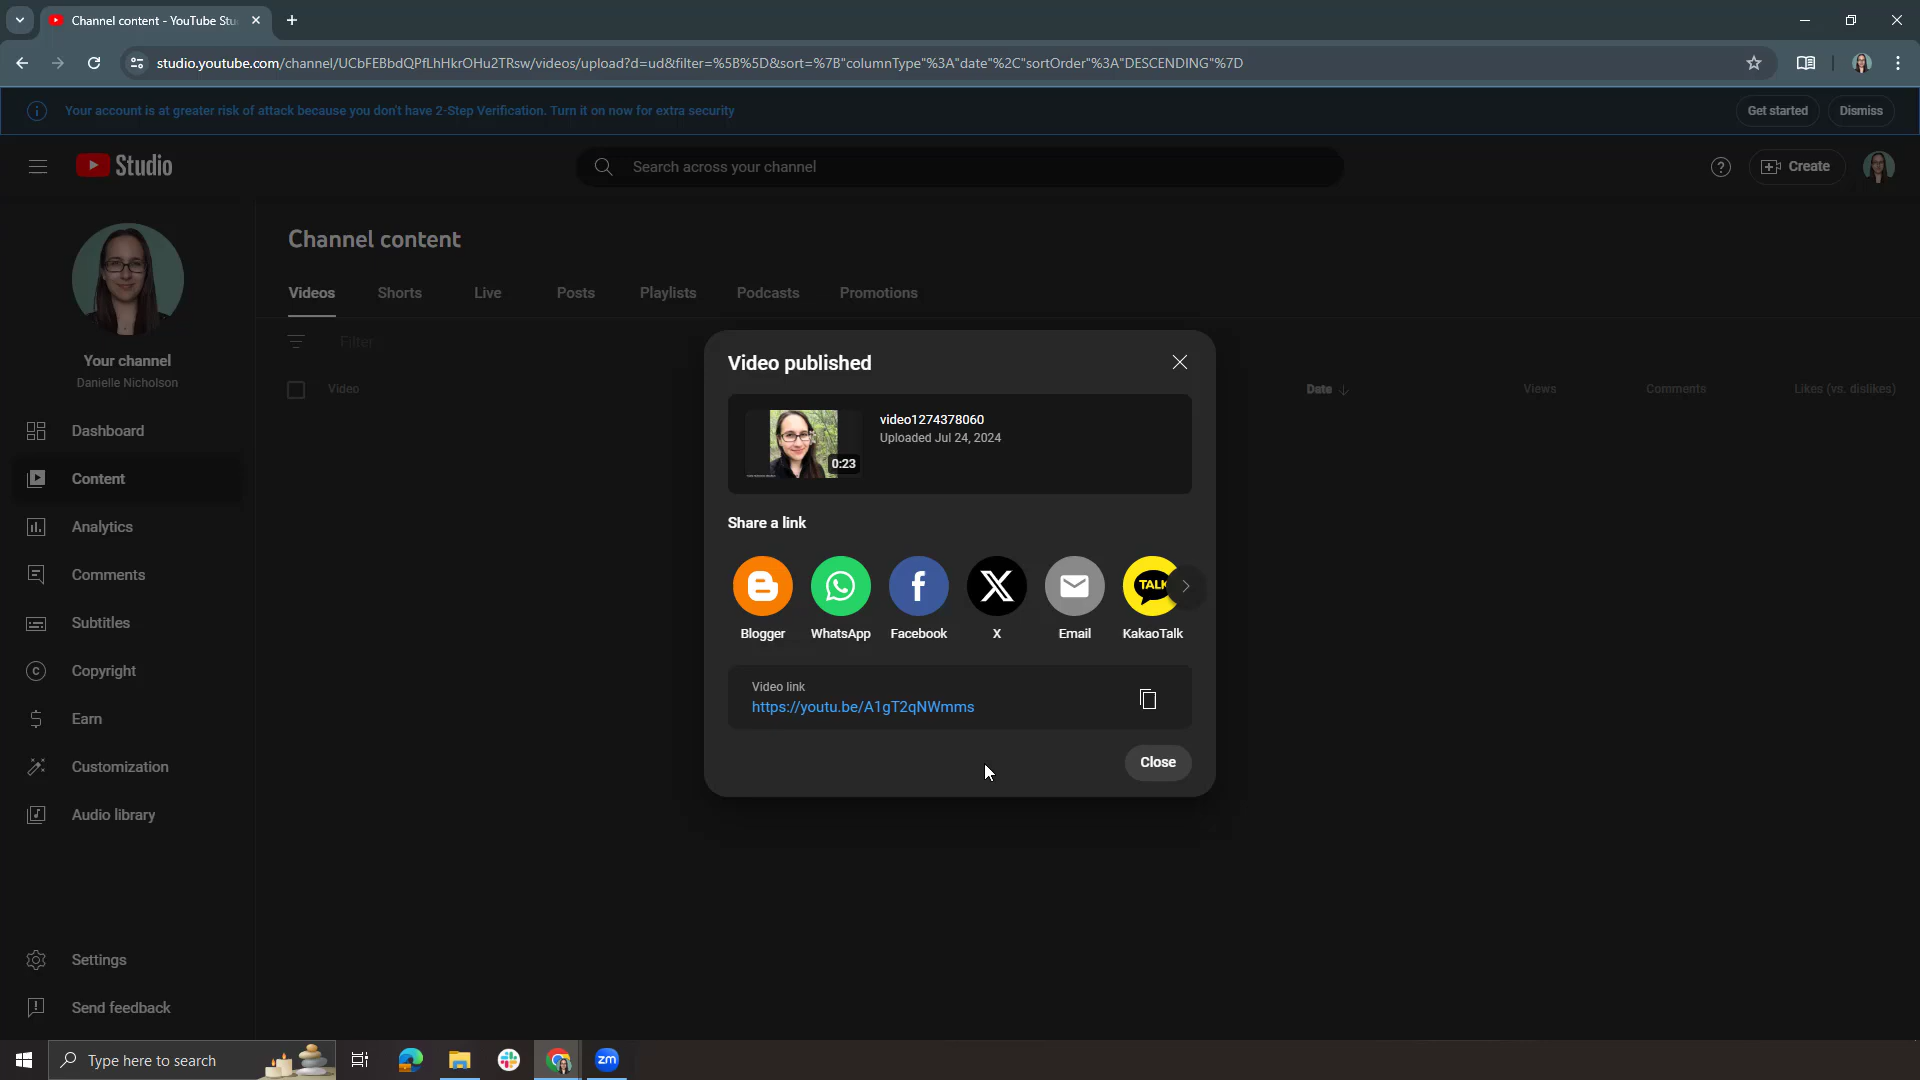 Channel content - YouTube Stu
studio.youtube.com/channel/UCbFEBbdQPfLhHkrOHu2TRsw/videos/upload?d=ud&filter=%5B%5D&sort=%7B"columnType"%3A"date"%2C"sortOrder"%3A"DESCENDING"%7D
Your account is at greater risk of attack because you don't have 2-Step Verification. Turn it on now for extra security
Get started
Dismiss
Studio
Search across your channel
Create
Your channel
Danielle Nicholson
Dashboard
Content
Analytics
Comments
Subtitles
Copyright
Earn
Customization
Audio library
Settings
Send feedback
Channel content
Videos Shorts Live Posts Playlists Podcasts Promotions
Filter
Video Date Views Comments Likes (vs. dislikes)
Video published
0:23
video1274378060
Uploaded Jul 24, 2024
Share a link
TALK
Blogger WhatsApp Facebook X Email KakaoTalk
Video link
https://youtu.be/A1gT2qNWmms
Close
Type here to search
zm